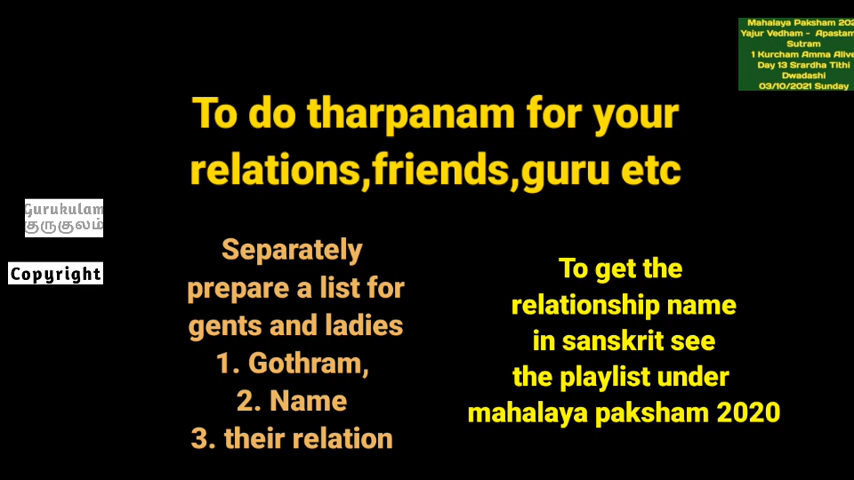 Mahalaya Paksham
Yajur Vedham -
Sutram
1 Kurcham Amma Alive
Day 13 Srardha Tithi
Dwadashi
03/10/2021 Sunday
To do tharpanam for your
relations,friends,guru etc
Gurukulam
குருகுலம்
Copyright
Separately
prepare a list for
gents and ladies
1. Gothram,
2. Name
3. their relation
To get the
relationship name
in sanskrit see
the playlist under
mahalaya paksham 2020